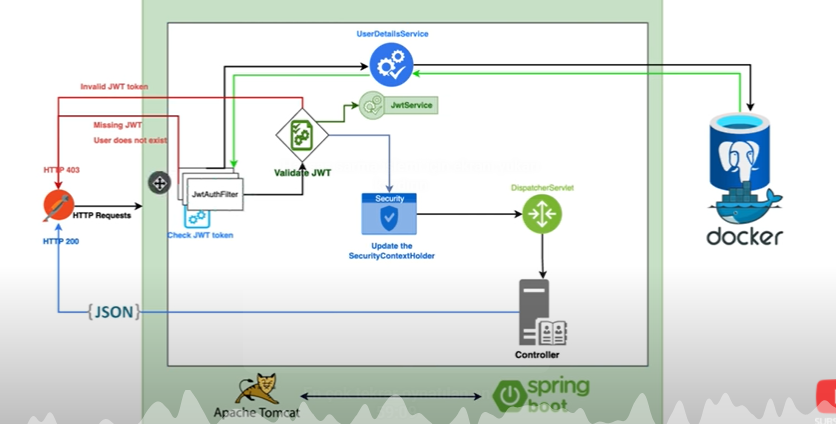 UserDetailsService
Invalid JWT token
JwtService
Missing JWT
User does not exist
Validate JWT
HTTP 403
JwtAuthFilter
DispatcherServlet
Security
HTTP Requests
Check JWT token
HTTP 200
Update the
SecurityContextHolder
docker
{JSON}
Controller
Apache Tomcat
spring
boot